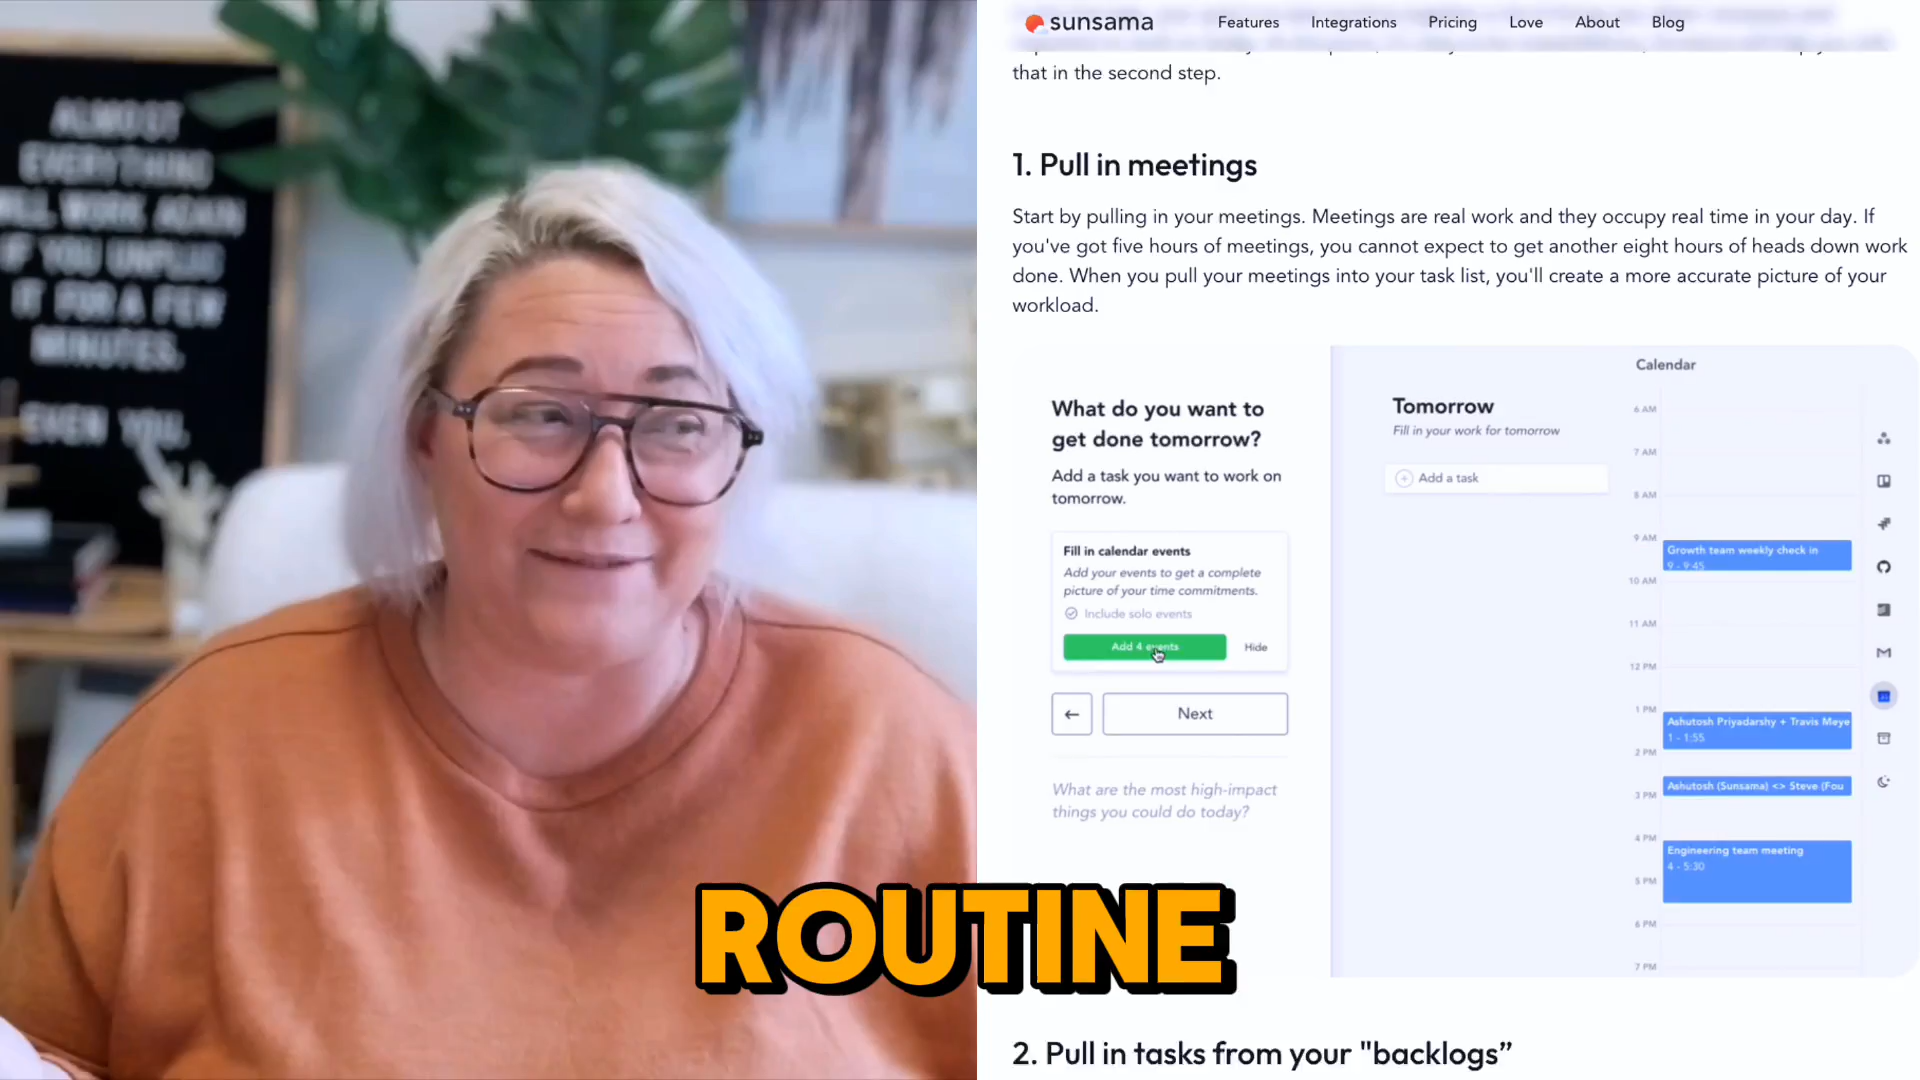 ALMOST
EVERYTHING
WILL WORK AGAIN
IF YOU UNPLUG
IT FOR A FEW
MINUTES.
EVEN YOU.
sunsama
Features
Integrations
Pricing
Love
About
Blog
that in the second step.
1. Pull in meetings
Start by pulling in your meetings. Meetings are real work and they occupy real time in your day. If
you've got five hours of meetings, you cannot expect to get another eight hours of heads down work
done. When you pull your meetings into your task list, you'll create a more accurate picture of your
workload.
What do you want to
get done tomorrow?
Add a task you want to work on
tomorrow.
Fill in calendar events
Add your events to get a complete
picture of your time commitments.
Include solo events
Add 4 events
Hide
Next
What are the most high-impact
things you could do today?
Tomorrow
Fill in your work for tomorrow
Add a task
Calendar
6 AM
7 AM
8 AM
9 AM
Growth team weekly check in
9 - 9:45
10 AM
11 AM
12 PM
1 PM
Ashutosh Priyadarshy + Travis Meye
1 - 1:55
2 PM
Ashutosh (Sunsama) <> Steve (Fou
3 PM
4 PM
Engineering team meeting
4 - 5:30
5 PM
6 PM
7 PM
ROUTINE
2. Pull in tasks from your "backlogs”